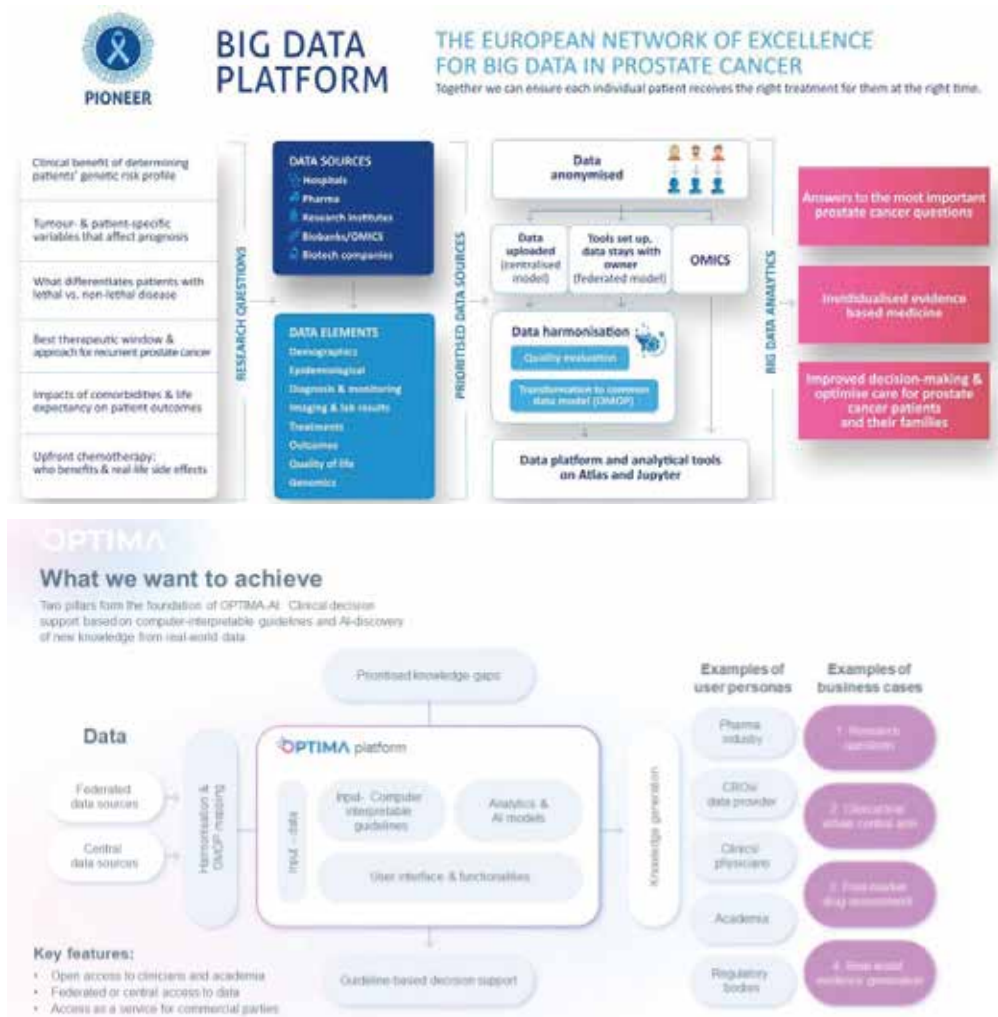 PIONEER
BIG DATA
PLATFORM
THE EUROPEAN NETWORK OF EXCELLENCE
FOR BIG DATA IN PROSTATE CANCER
Together we can ensure each individual patient receives the right treatment for them at the right time.
Clinical benefit of determining
patients' genetic risk profile
Tumour- & patient-specific
variables that affect prognosis
What differentiates patients with
lethal vs. non-lethal disease
Best therapeutic window &
approach for recurrent prostate cancer
Impacts of comorbidities & life
expectancy on patient outcomes
Upfront chemotherapy:
who benefits & real-life side effects
RESEARCH QUESTIONS
DATA SOURCES
Hospitals
Pharma
Research Institutes
Biobanks/OMICS
Biotech companies
DATA ELEMENTS
Demographics
Epidemiological
Diagnosis & monitoring
Imaging & lab results
Treatments
Outcomes
Quality of life
Genomics
PRIORITISED DATA SOURCES
Data
anonymised
Data
uploaded
(centralised
model)
Tools set up,
data stays with
owner
(federated model)
OMICS
Data harmonisation
Quality evaluation
Transformation to common
data model (OMOP)
Data platform and analytical tools
on Atlas and Jupyter
BIG DATA ANALYTICS
Answers to the most important
prostate cancer questions
Invididualised evidence
based medicine
Improved decision-making &
optimise care for prostate
cancer patients
and their families
OPTIMA
What we want to achieve
Two pillars form the foundation of OPTIMA-AI: Clinical decision
support based on computer-interpretable guidelines and AI-discovery
of new knowledge from real-world data
Data
Federated
data sources
Central
data sources
Harmonisation &
OMOP mapping
Prioritised knowledge gaps
OPTIMA platform
Input - data
Input- Computer
interpretable
guidelines
Analytics &
AI models
User interface & functionalities
Guideline-based decision support
Knowledge generation
Examples of
user personas
Pharma
industry
CROs/
data provider
Clinical
physicians
Academia
Regulatory
bodies
Examples of
business cases
1. Research
questions
3. Post-market
drug assessment
4. Real-world
evidence generation
Key features:
• Open access to clinicians and academia
• Federated or central access to data
• Access as a service for commercial parties